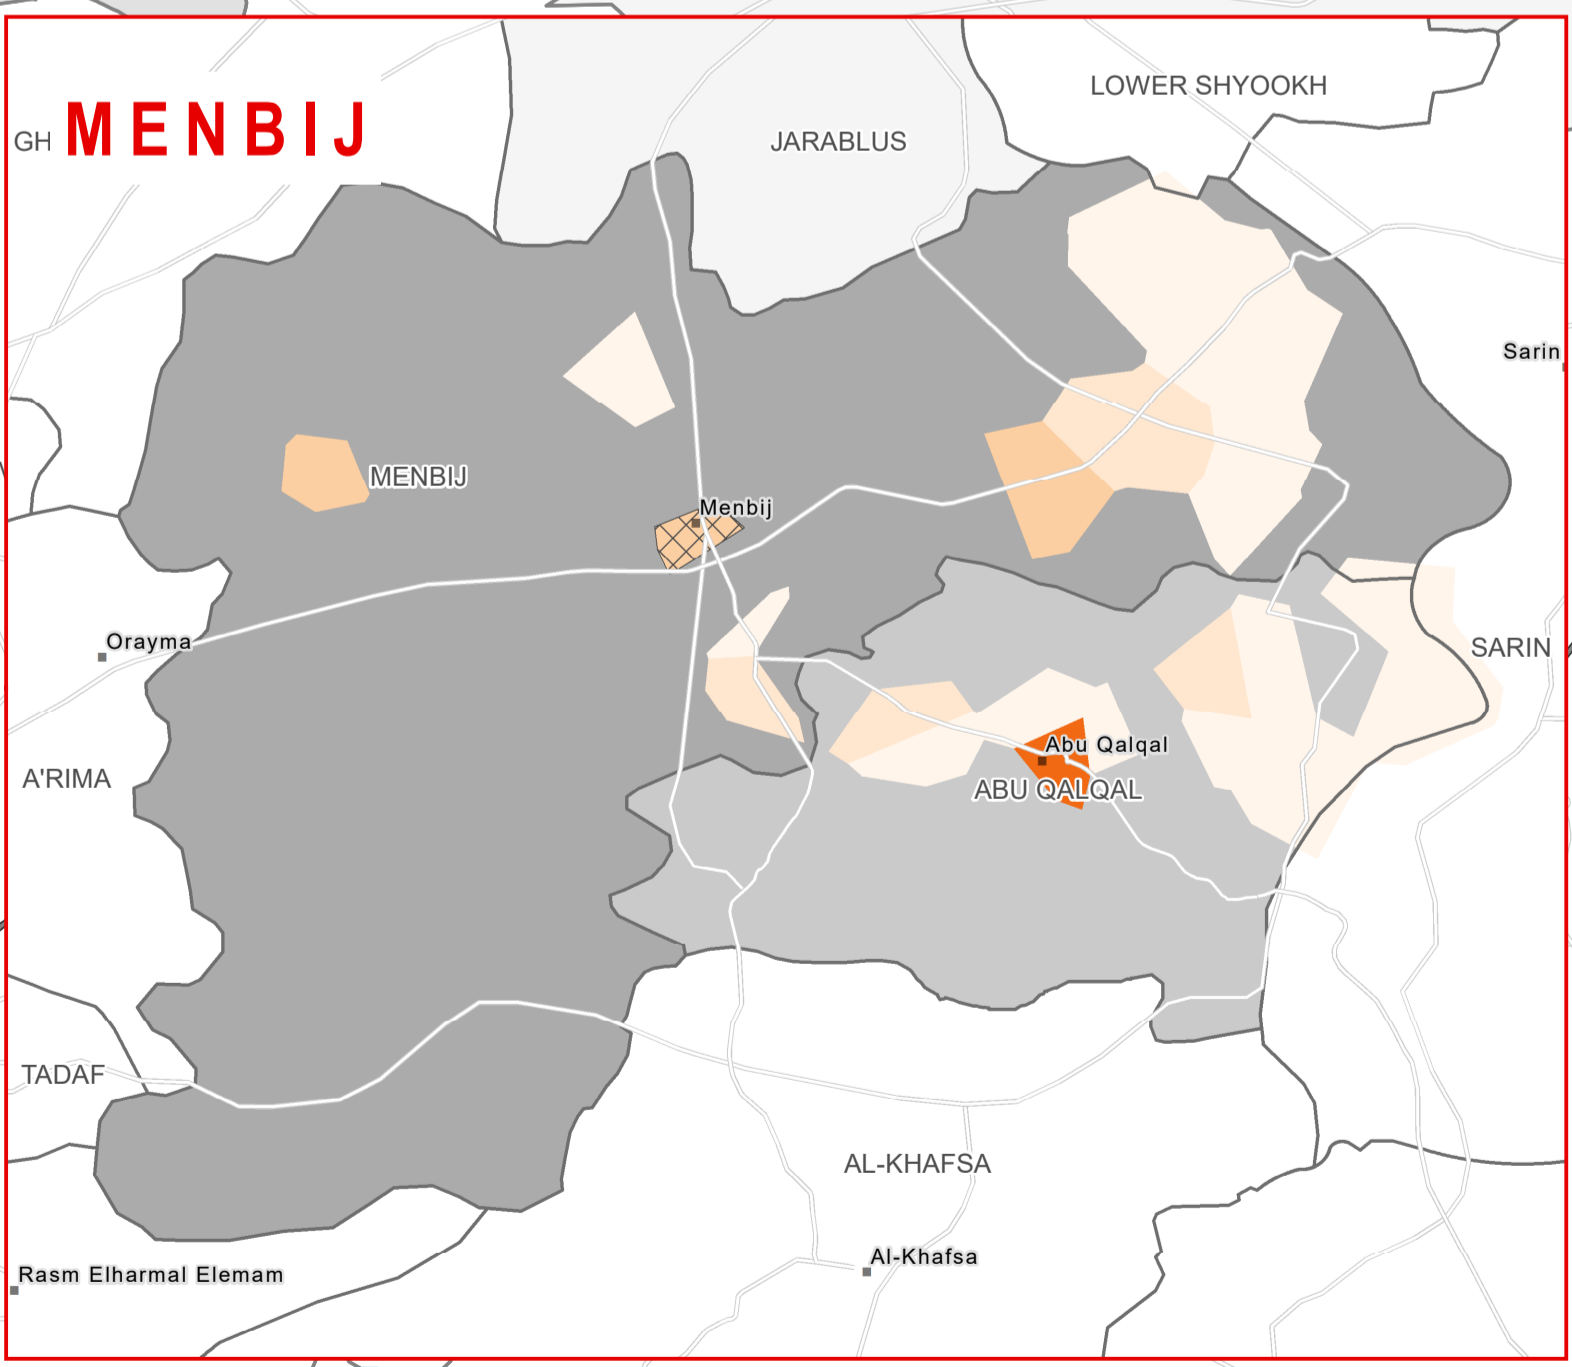 LOWER SHYOOKH
GH
MENBIJ
JARABLUS
Sarin
MENBIJ
Menbij
Orayma
SARIN
Abu Qalqal
A'RIMA
ABU QALQAL
TADAF
AL-KHAFSA
Al-Khafsa
Rasm Elharmal Elemam